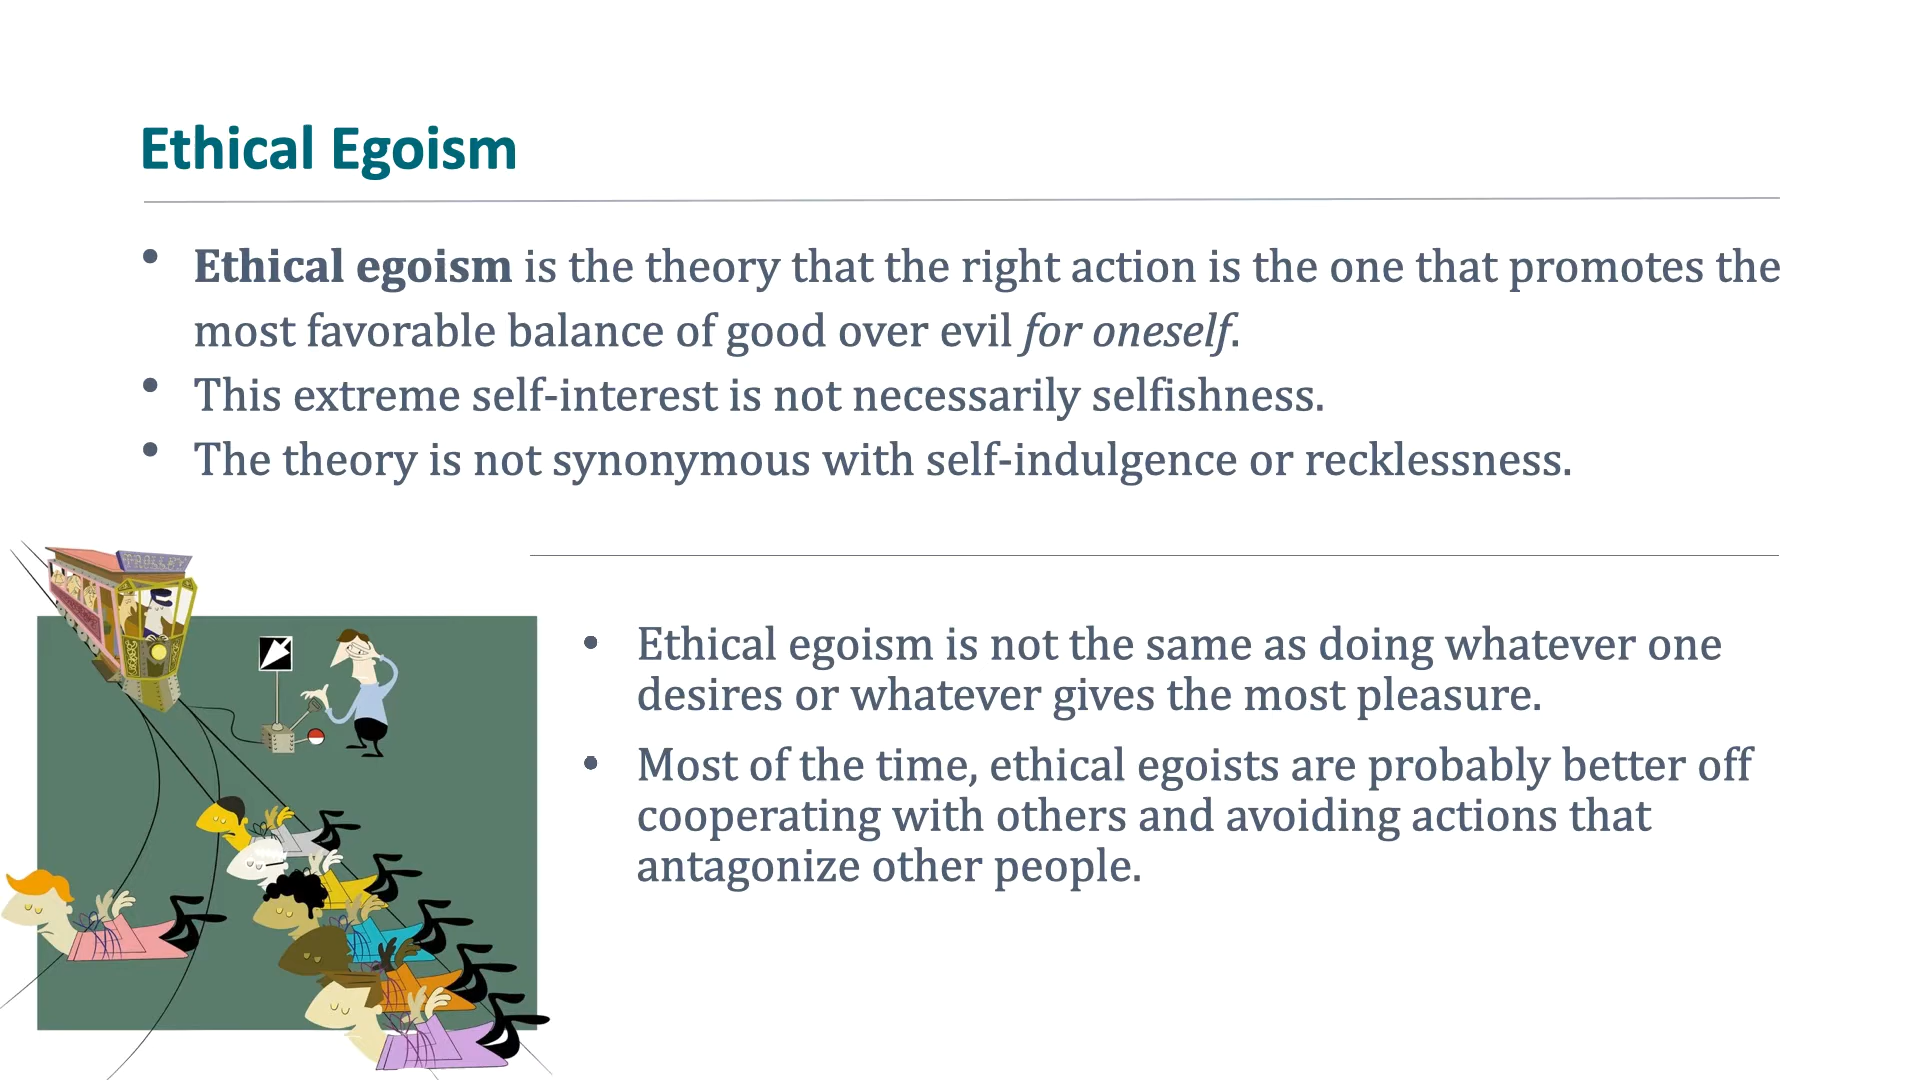 Ethical Egoism
• Ethical egoism is the theory that the right action is the one that promotes the
most favorable balance of good over evil for oneself.
• This extreme self-interest is not necessarily selfishness.
• The theory is not synonymous with self-indulgence or recklessness.
TROLLEY
• Ethical egoism is not the same as doing whatever one
desires or whatever gives the most pleasure.
• Most of the time, ethical egoists are probably better off
cooperating with others and avoiding actions that
antagonize other people.